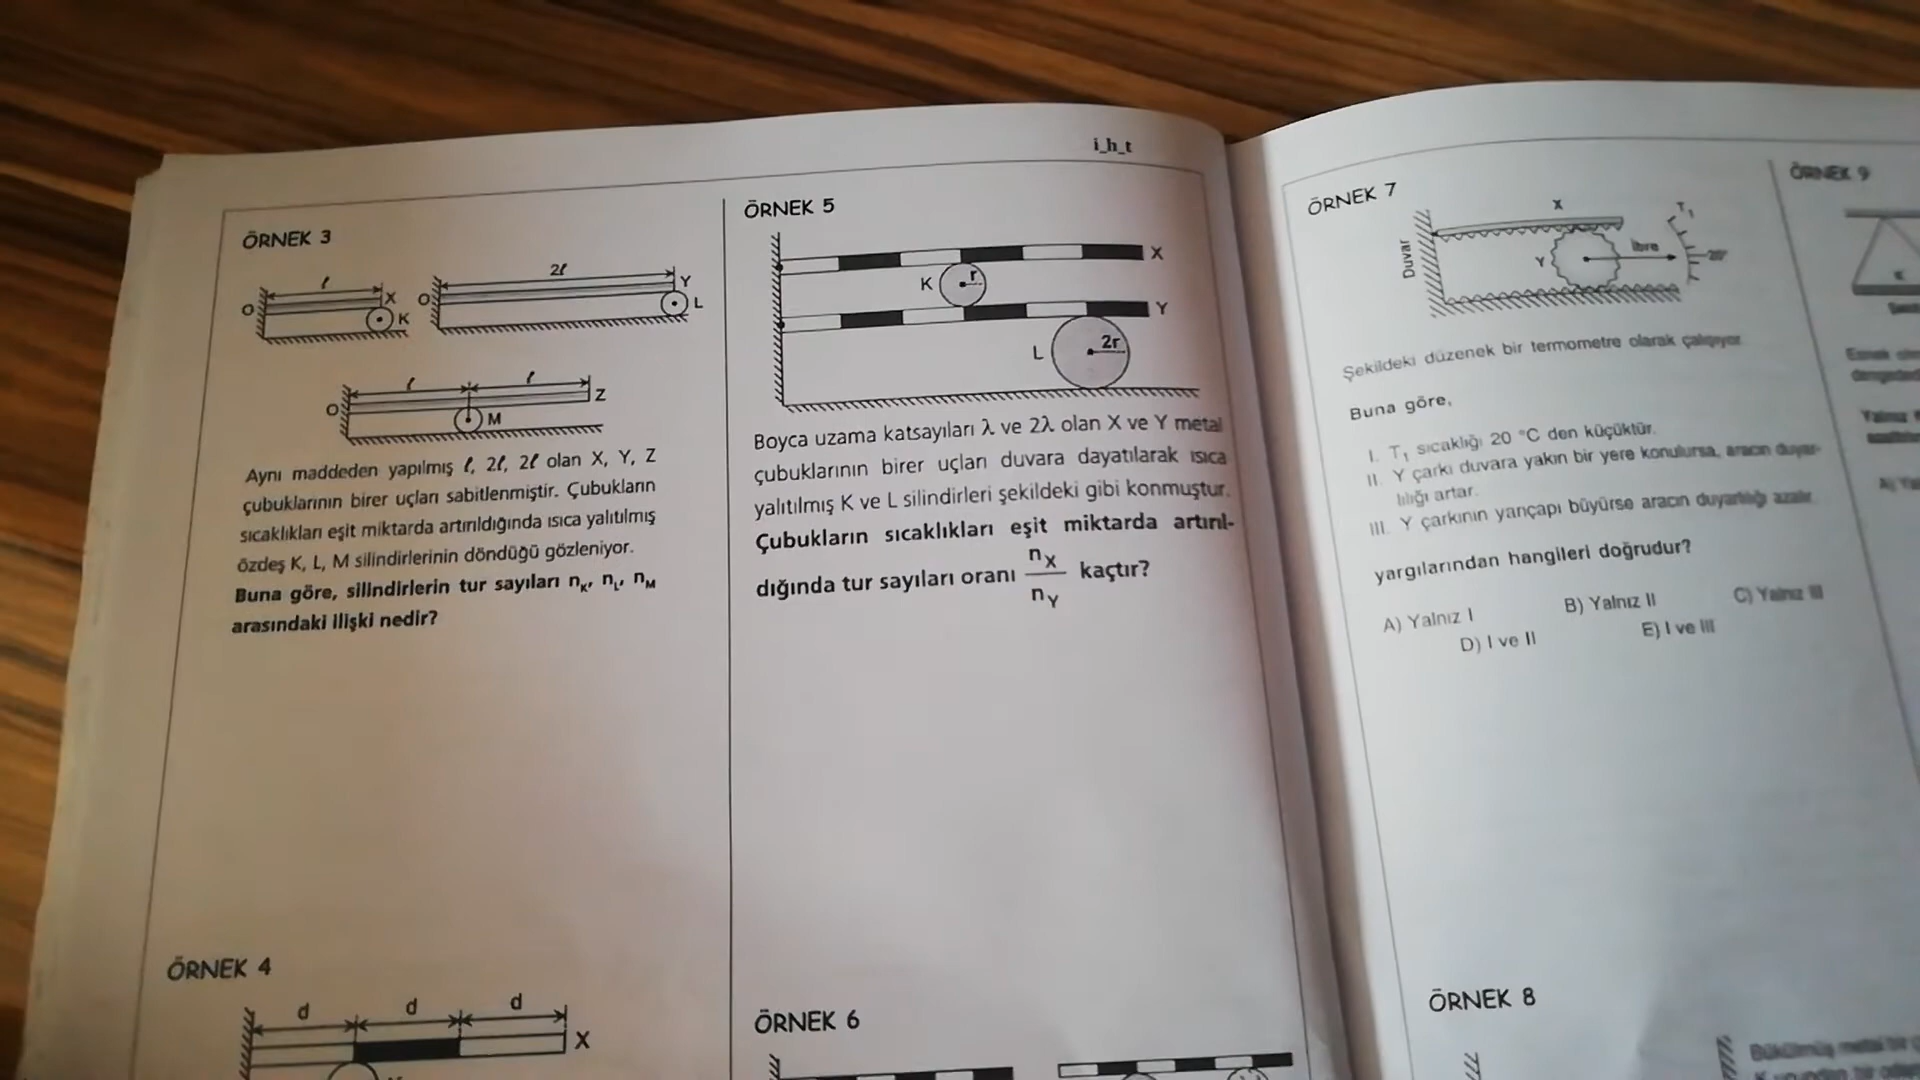 i_h_t
ÖRNEK 3
ℓ
O
X
K
2ℓ
O
Y
L
ℓ
ℓ
O
Z
M
Aynı maddeden yapılmış ℓ, 2ℓ, 2ℓ olan X, Y, Z
çubuklarının birer uçları sabitlenmiştir. Çubukların
sıcaklıkları eşit miktarda artırıldığında ısıca yalıtılmış
özdeş K, L, M silindirlerinin döndüğü gözleniyor.
Buna göre, silindirlerin tur sayıları nK, nL, nM
arasındaki ilişki nedir?
ÖRNEK 4
d
d
d
X
ÖRNEK 5
X
K
r
Y
L
2r
Boyca uzama katsayıları λ ve 2λ olan X ve Y metal
çubuklarının birer uçları duvara dayatılarak ısıca
yalıtılmış K ve L silindirleri şekildeki gibi konmuştur.
Çubukların sıcaklıkları eşit miktarda artırıl-
dığında tur sayıları oranı nX/nY kaçtır?
ÖRNEK 6
ÖRNEK 7
Duvar
X
Y
İbre
T1
20°
Şekildeki düzenek bir termometre olarak çalışıyor.
Buna göre,
I. T1 sıcaklığı 20 °C den küçüktür.
II. Y çarkı duvara yakın bir yere konulursa, aracın duyar-
lılığı artar.
III. Y çarkının yarıçapı büyürse aracın duyarlılığı azalır.
yargılarından hangileri doğrudur?
A) Yalnız I
B) Yalnız II
C) Yalnız III
D) I ve II
E) I ve III
ÖRNEK 8
Bükülmüş metal bir
ÖRNEK 9
K